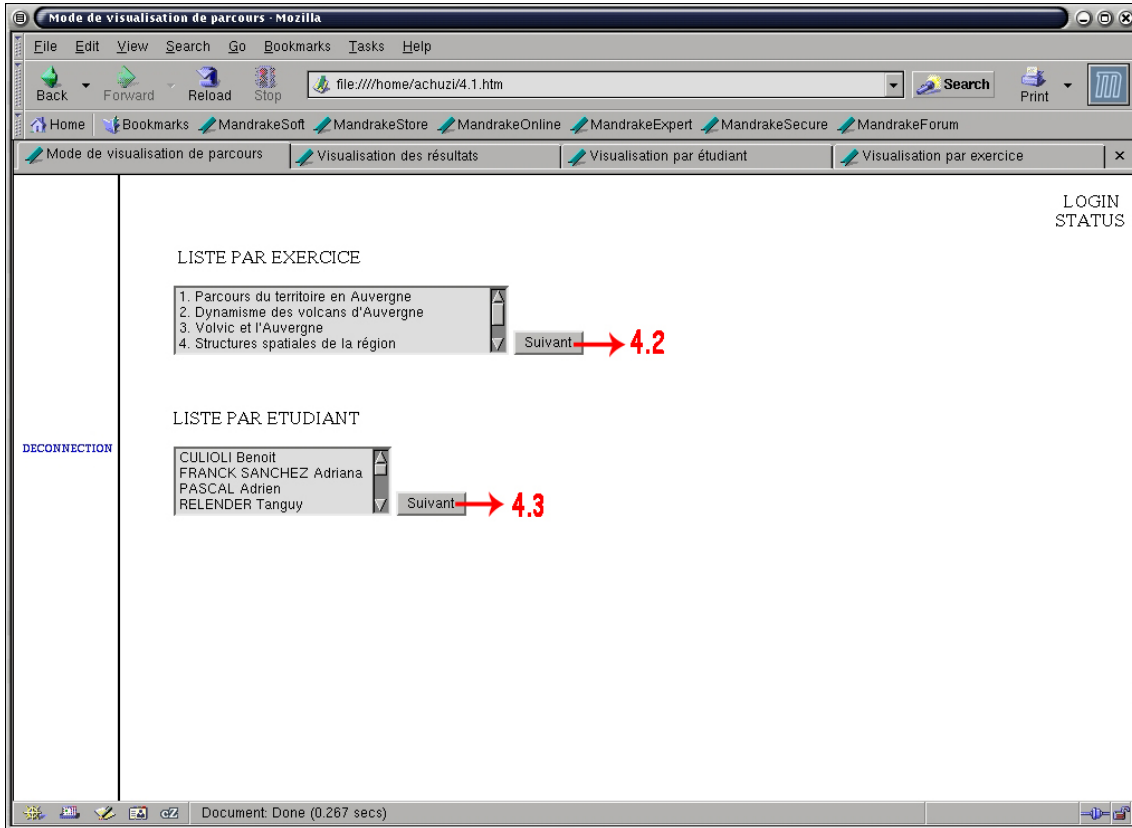 Mode de visualisation de parcours - Mozilla
File Edit View Search Go Bookmarks Tasks Help
Back Forward Reload Stop file:////home/achuzi/4.1.htm Search Print
Home Bookmarks MandrakeSoft MandrakeStore MandrakeOnline MandrakeExpert MandrakeSecure MandrakeForum
Mode de visualisation de parcours Visualisation des résultats Visualisation par étudiant Visualisation par exercice
LOGIN
STATUS
LISTE PAR EXERCICE
1. Parcours du territoire en Auvergne
2. Dynamisme des volcans d'Auvergne
3. Volvic et l'Auvergne
4. Structures spatiales de la région
Suivant 4.2
LISTE PAR ETUDIANT
DECONNECTION
CULIOLI Benoit
FRANCK SANCHEZ Adriana
PASCAL Adrien
RELENDER Tanguy
Suivant 4.3
Document: Done (0.267 secs)